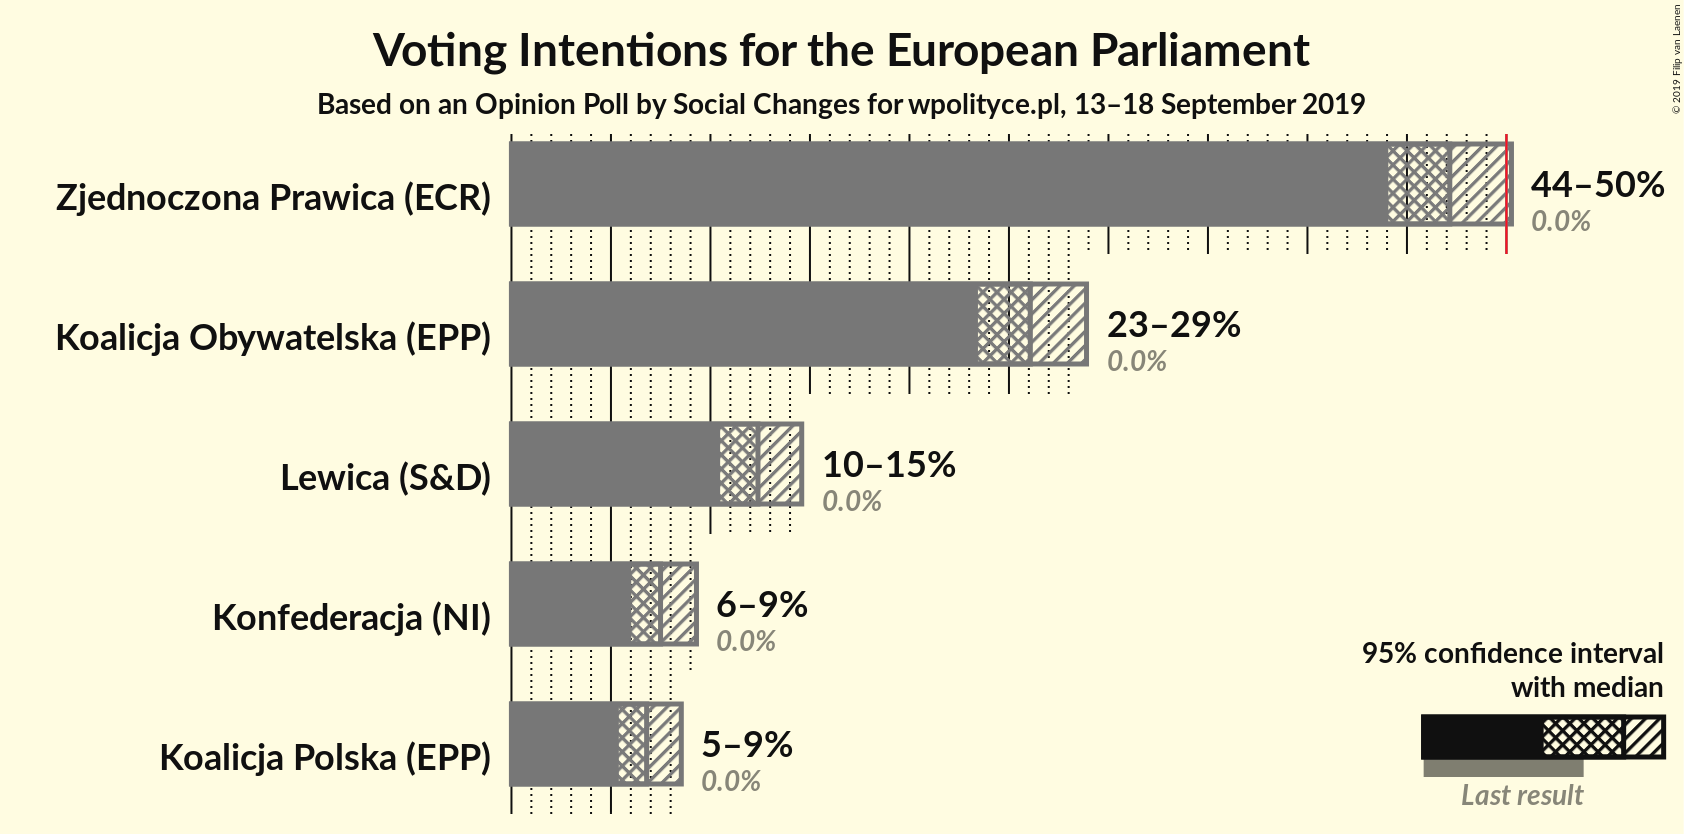 Voting Intentions for the European Parliament
Based on an Opinion Poll by Social Changes for wpolityce.pl, 13–18 September 2019
© 2019 Filip van Laenen
Zjednoczona Prawica (ECR)
44–50%
0.0%
Koalicja Obywatelska (EPP)
23–29%
0.0%
Lewica (S&D)
10–15%
0.0%
Konfederacja (NI)
6–9%
0.0%
Koalicja Polska (EPP)
5–9%
0.0%
95% confidence interval
with median
Last result